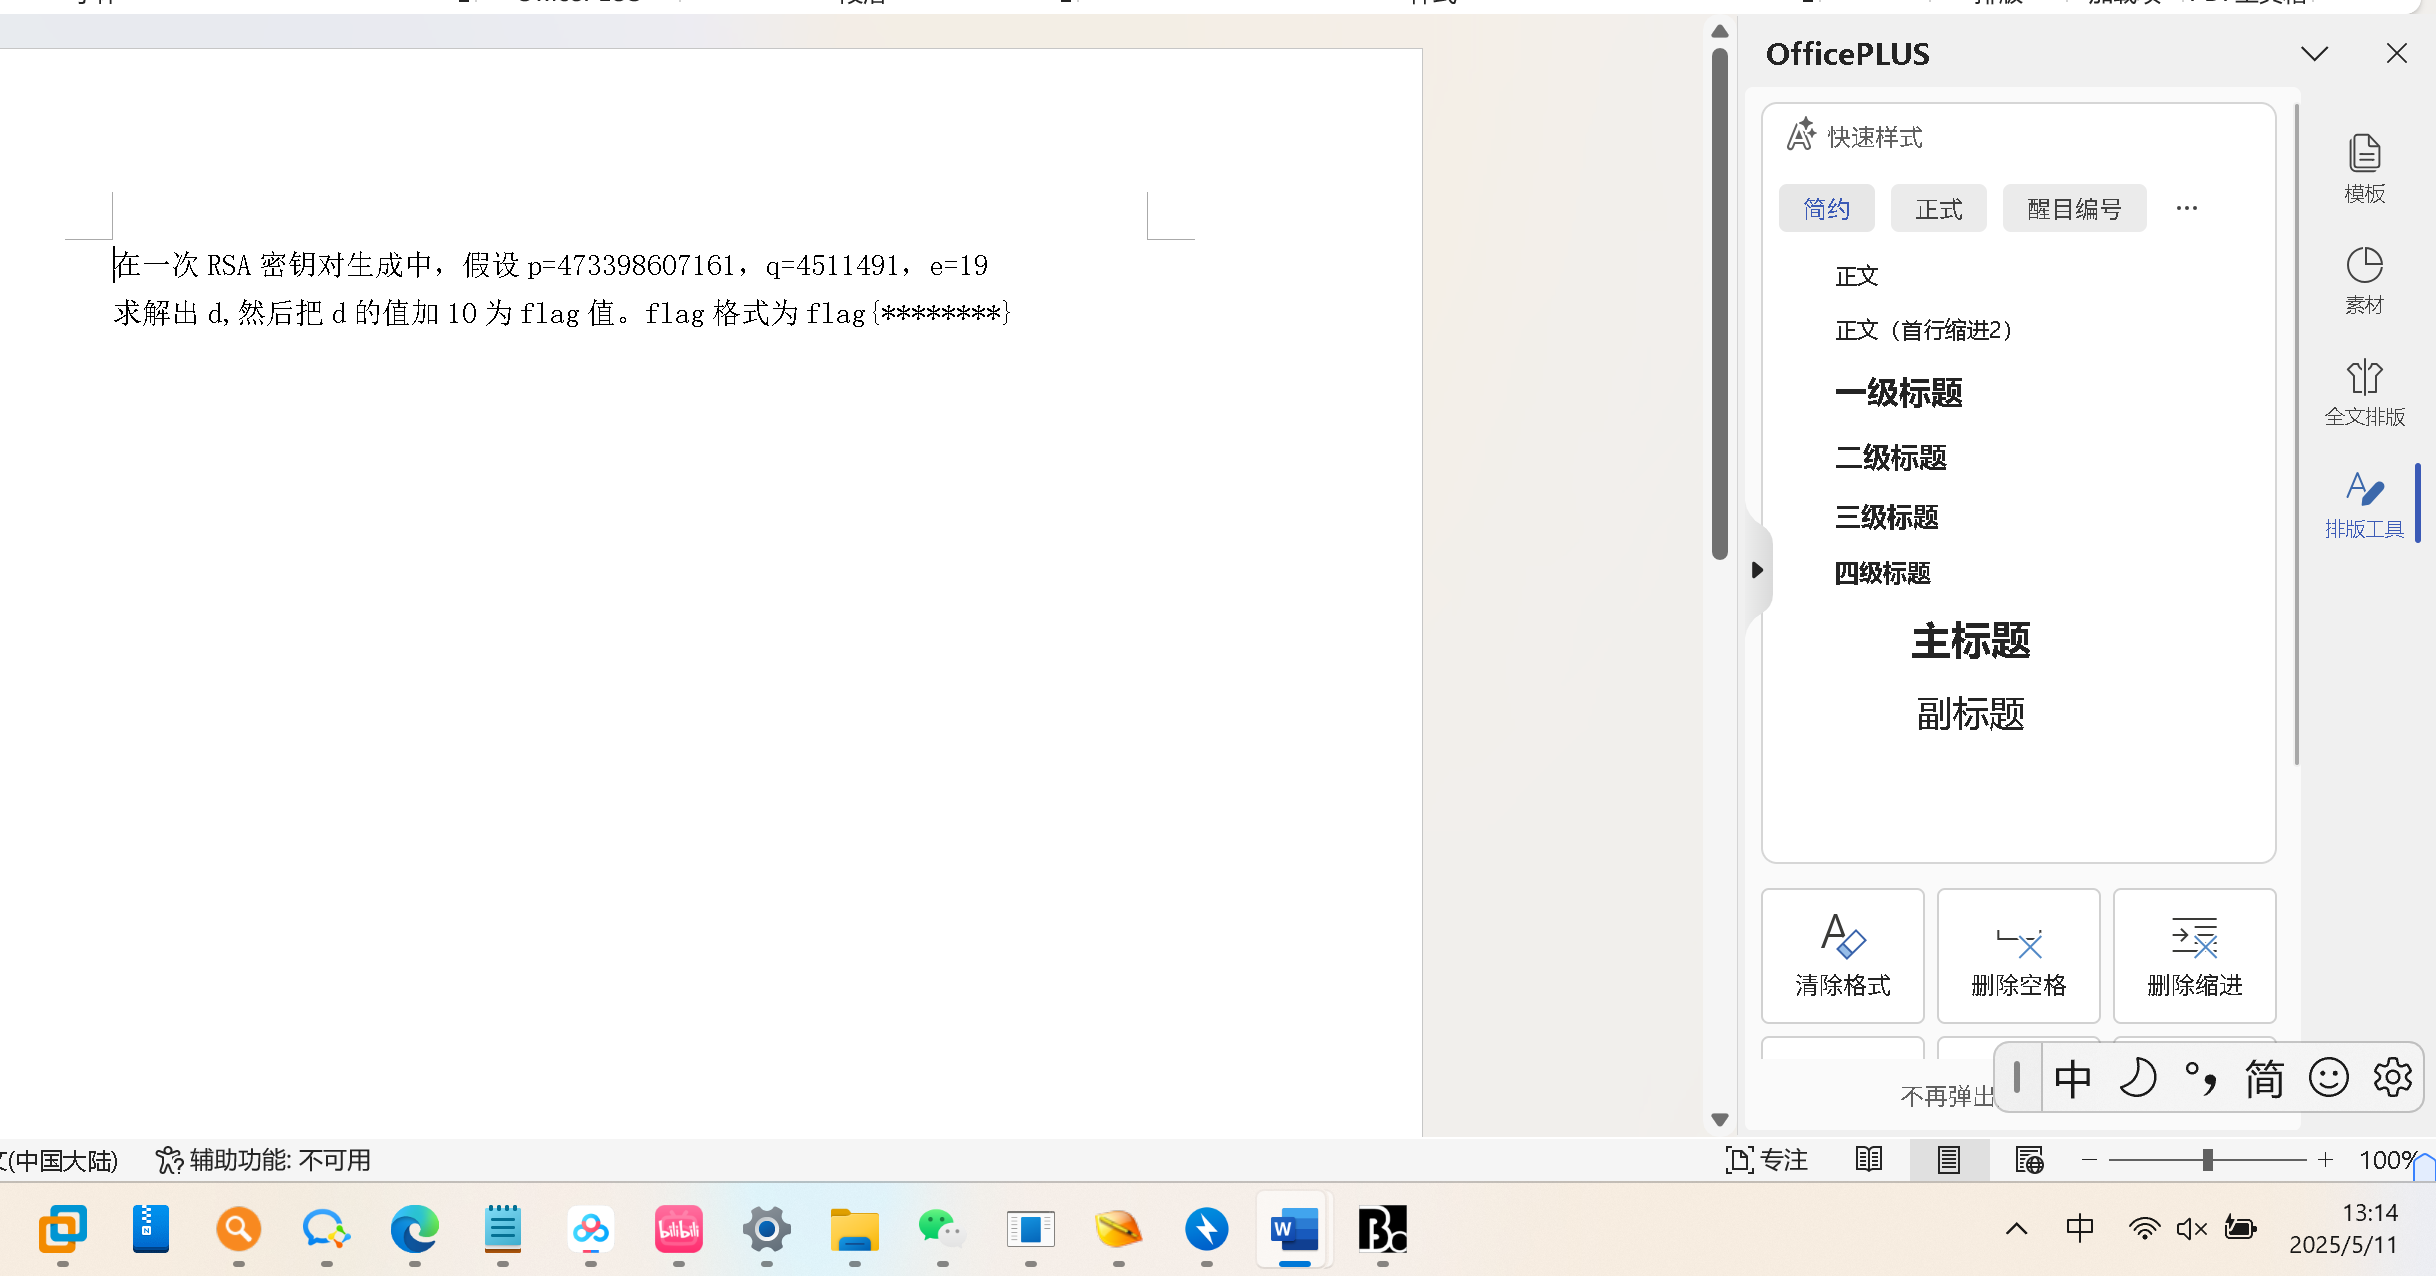 OfficePLUS
快速样式
简约 正式 醒目编号 ···
在一次 RSA 密钥对生成中，假设 p=473398607161，q=4511491，e=19
求解出 d,然后把 d 的值加 10 为 flag 值。flag 格式为 flag{********}
正文
正文（首行缩进2）
一级标题
二级标题
三级标题
四级标题
主标题
副标题
模板
素材
全文排版
排版工具
清除格式 删除空格 删除缩进
不再弹出
中 简
(中国大陆) 辅助功能: 不可用
专注
100%
bilibili
W
中
13:14
2025/5/11